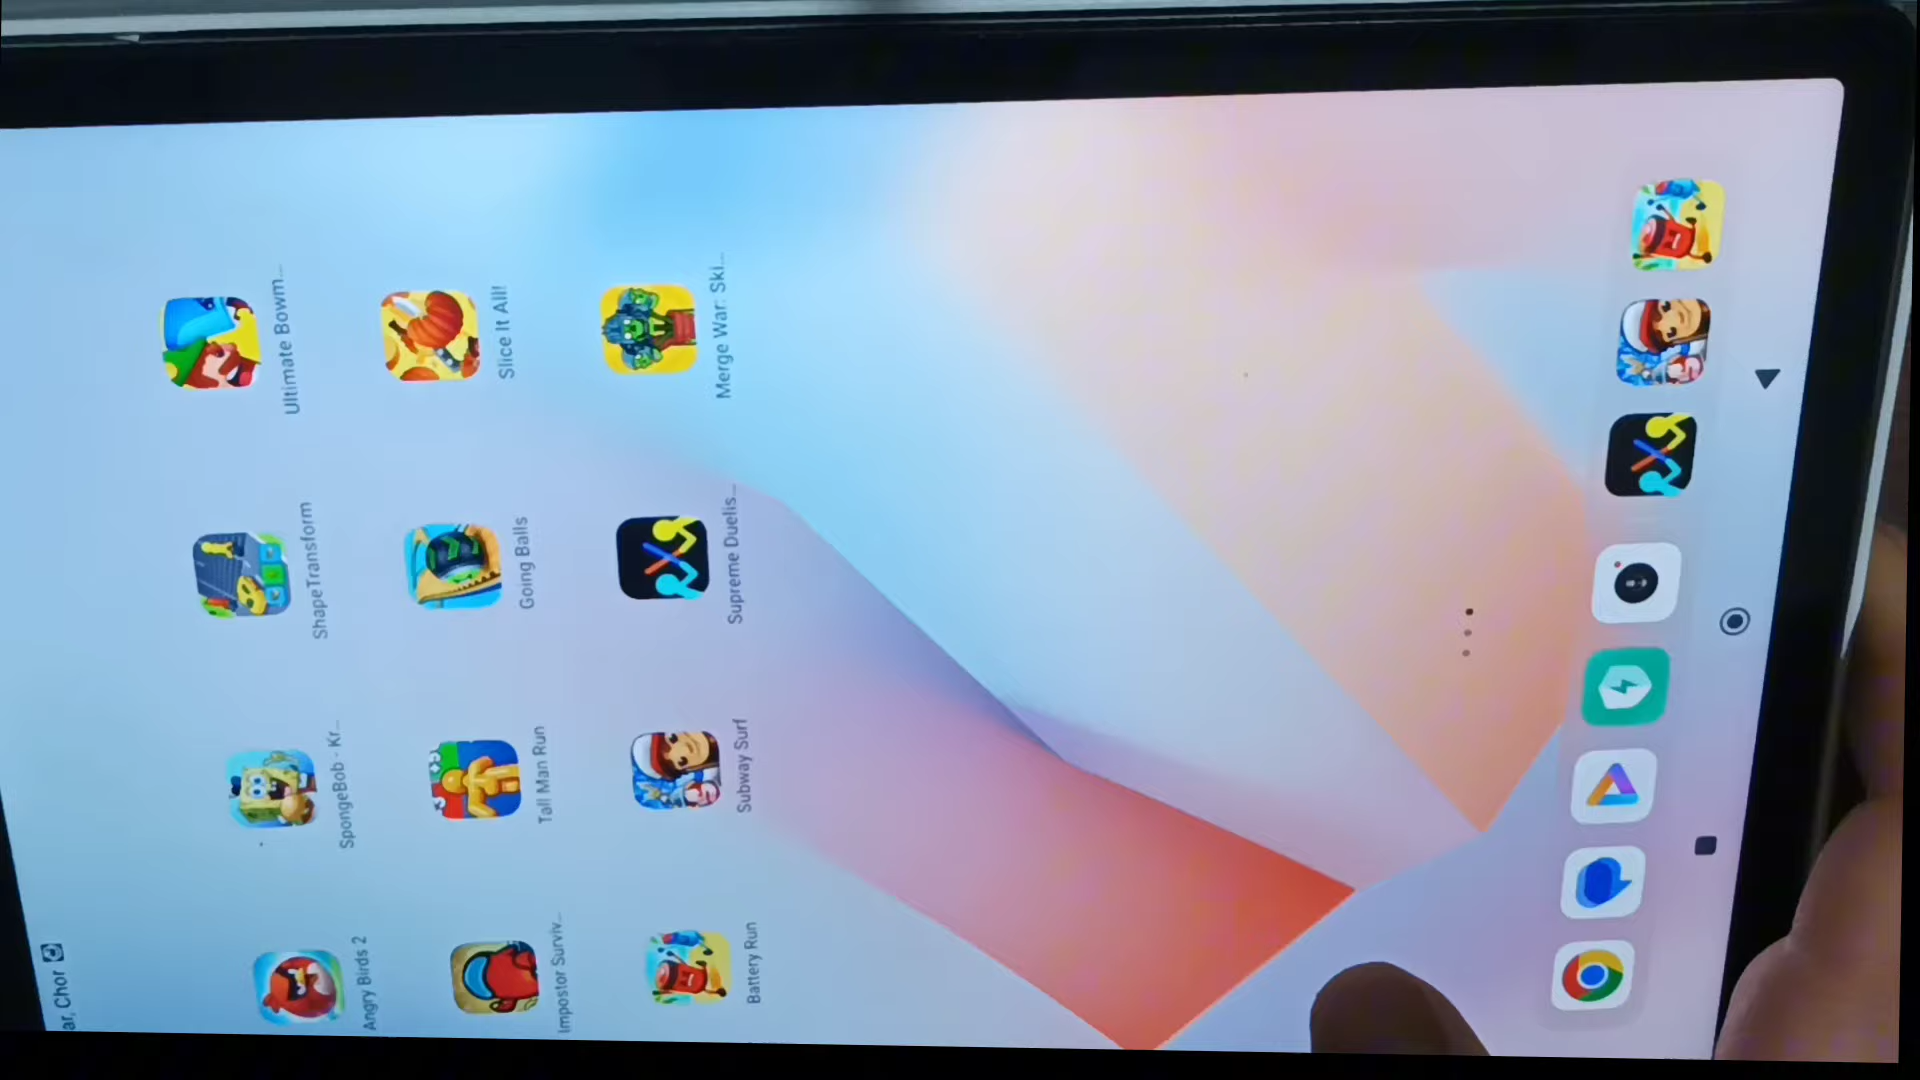 ar, Chor
Angry Birds 2
SpongeBob - Kr...
ShapeTransform
Ultimate Bowm...
Impostor Surviv...
Tall Man Run
Going Balls
Slice It All!
Battery Run
Subway Surf
Supreme Duelis...
Merge War: Ski...